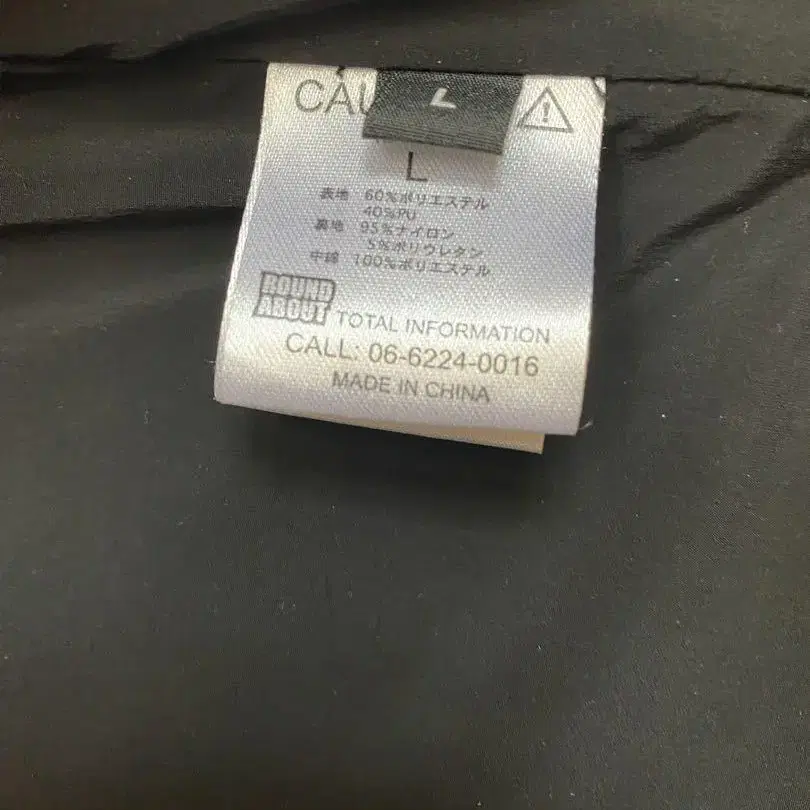 L
L
表地 60%ポリエステル
40%PU
裏地 95%ナイロン
5%ポリウレタン
中綿 100%ポリエステル
ROUND
ABOUT
TOTAL INFORMATION
CALL: 06-6224-0016
MADE IN CHINA